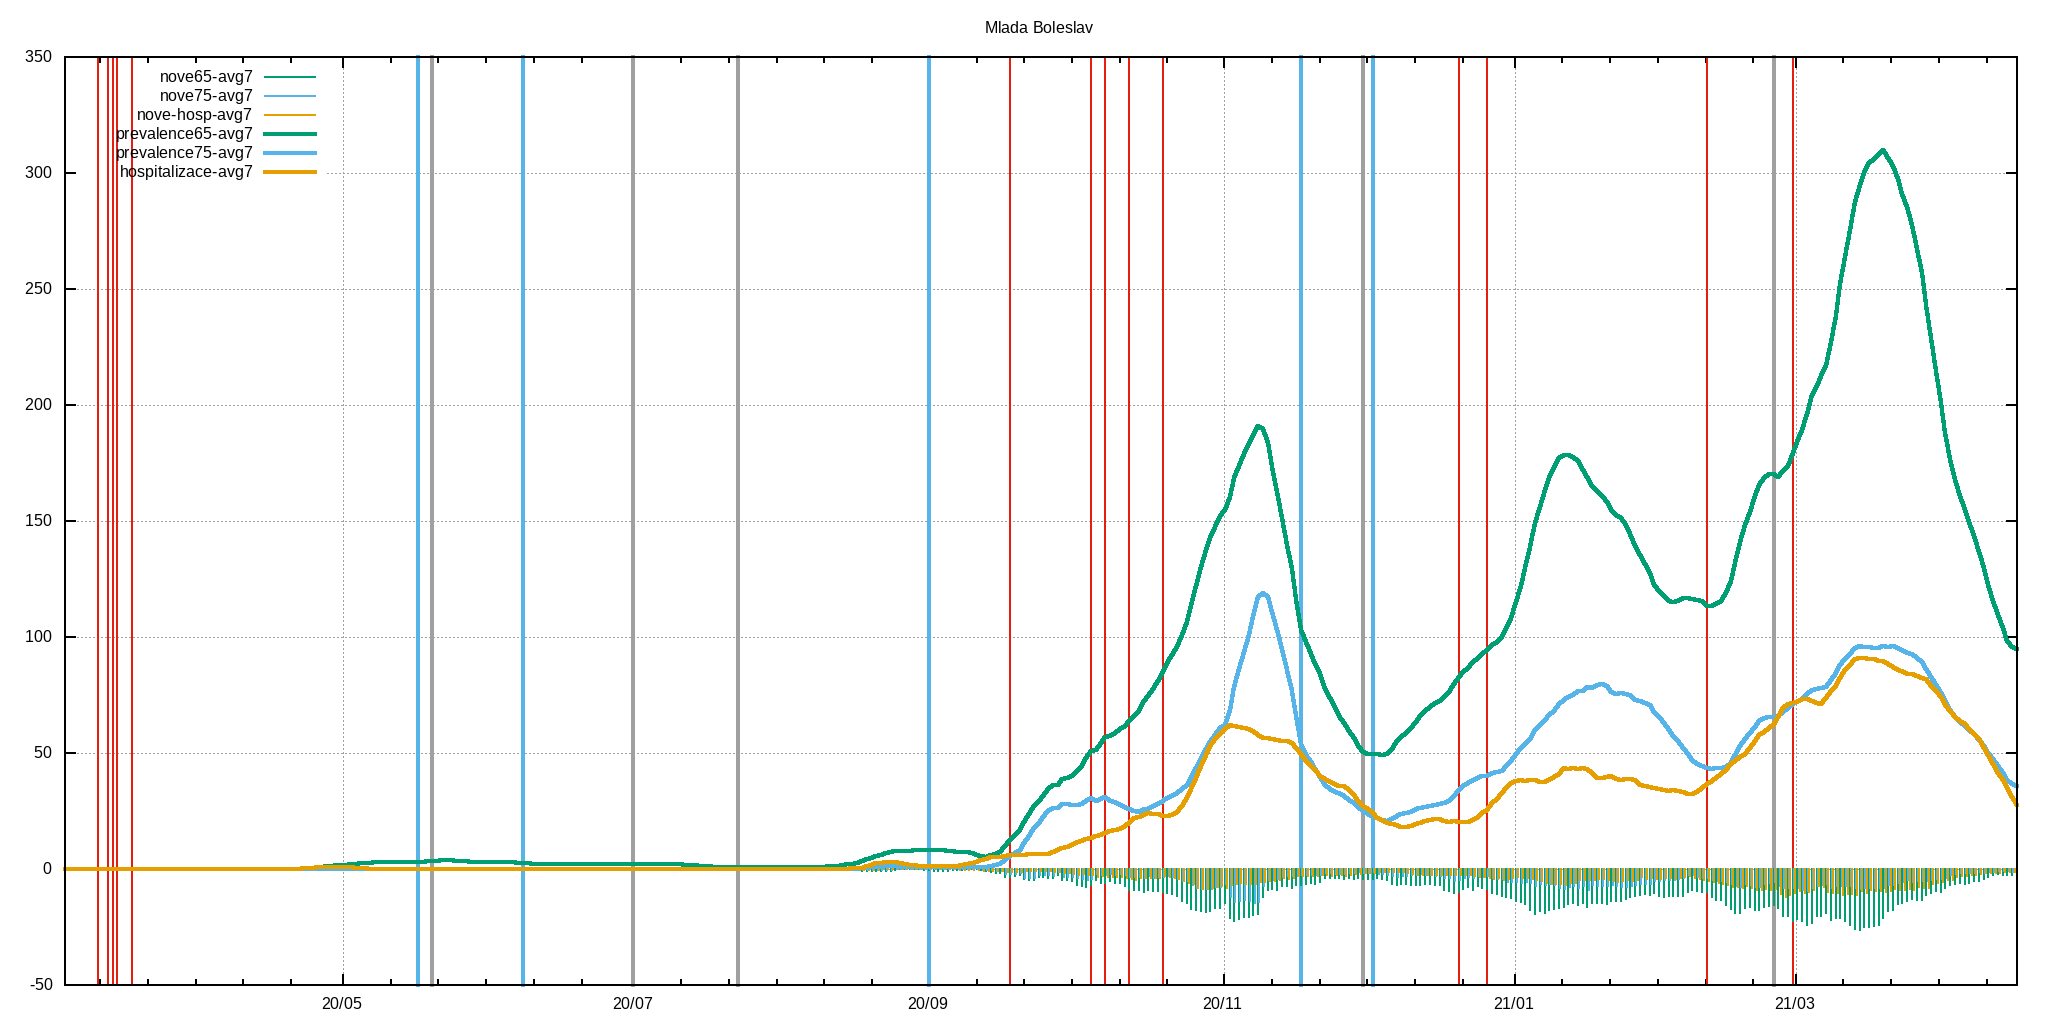 Mlada Boleslav
350
300
250
200
150
100
50
0
-50
nove65-avg7
nove75-avg7
nove-hosp-avg7
prevalence65-avg7
prevalence75-avg7
hospitalizace-avg7
20/05
20/07
20/09
20/11
21/01
21/03